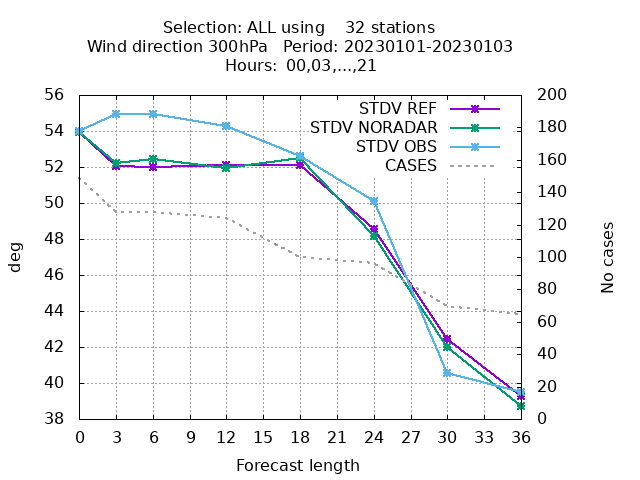 Selection: ALL using    32 stations
Wind direction 300hPa   Period: 20230101-20230103
Hours: 00,03,...,21
STDV REF
STDV NORADAR
STDV OBS
CASES
56
54
52
50
48
46
44
42
40
38
200
180
160
140
120
100
80
60
40
20
0
deg
No cases
0 3 6 9 12 15 18 21 24 27 30 33 36
Forecast length